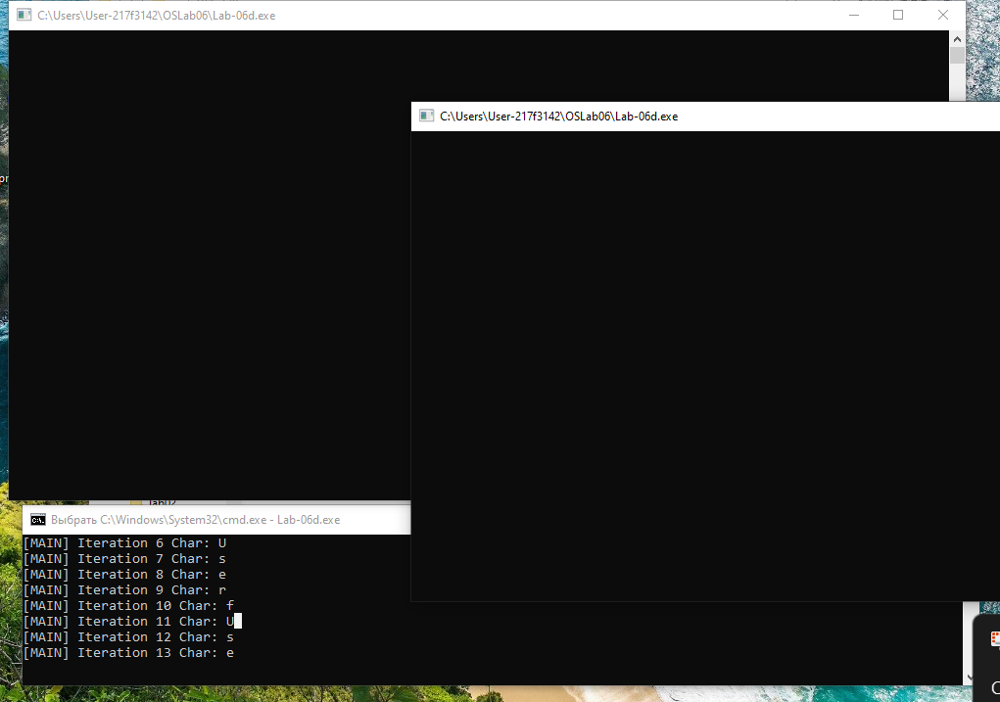 C:\Users\User-217f3142\OSLab06\Lab-06d.exe
C:\Users\User-217f3142\OSLab06\Lab-06d.exe
pr
lab02
Выбрать C:\Windows\System32\cmd.exe - Lab-06d.exe
[MAIN] Iteration 6 Char: U
[MAIN] Iteration 7 Char: s
[MAIN] Iteration 8 Char: e
[MAIN] Iteration 9 Char: r
[MAIN] Iteration 10 Char: f
[MAIN] Iteration 11 Char: U
[MAIN] Iteration 12 Char: s
[MAIN] Iteration 13 Char: e